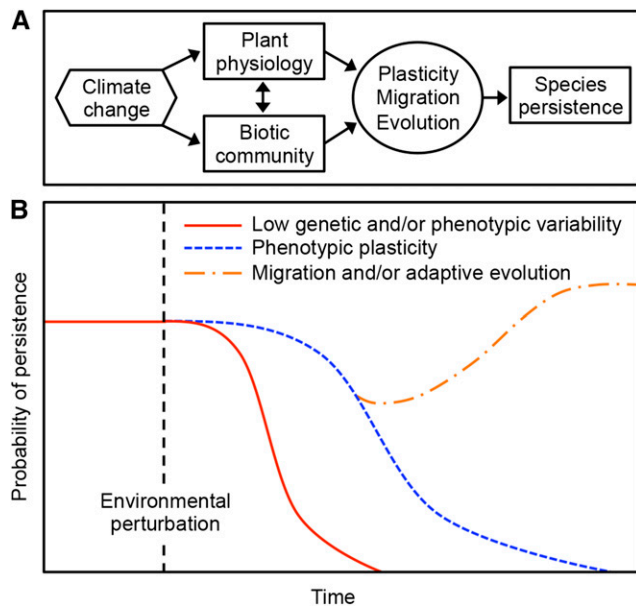 A
Climate
change
Plant
physiology
Biotic
community
Plasticity
Migration
Evolution
Species
persistence
B
Low genetic and/or phenotypic variability
Phenotypic plasticity
Migration and/or adaptive evolution
Probability of persistence
Environmental
perturbation
Time